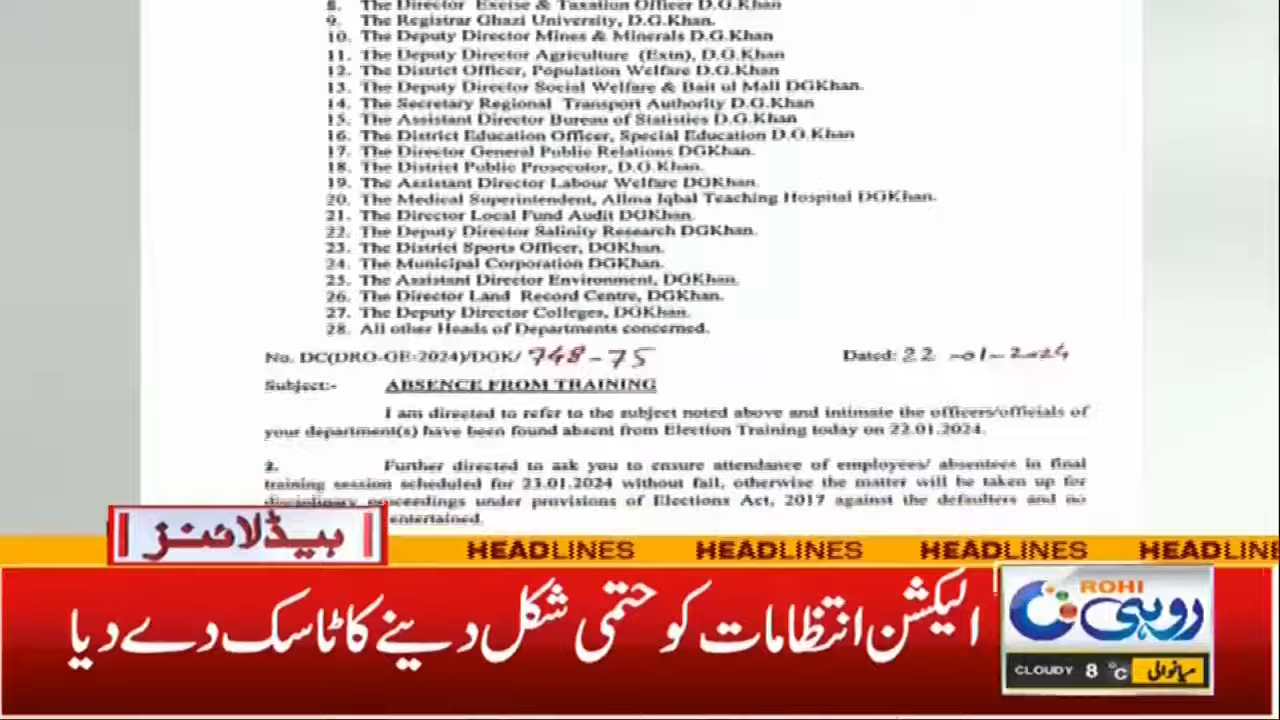 8. The Director Excise & Taxation Officer D.G.Khan
9. The Registrar Ghazi University, D.G.Khan.
10. The Deputy Director Mines & Minerals D.G.Khan
11. The Deputy Director Agriculture (Extn), D.G.Khan
12. The District Officer, Population Welfare D.G.Khan
13. The Deputy Director Social Welfare & Bait ul Mall DGKhan.
14. The Secretary Regional Transport Authority D.G.Khan
15. The Assistant Director Bureau of Statistics D.G.Khan
16. The District Education Officer, Special Education D.G.Khan
17. The Director General Public Relations DGKhan.
18. The District Public Prosecutor, D.G.Khan.
19. The Assistant Director Labour Welfare DGKhan.
20. The Medical Superintendent, Allma Iqbal Teaching Hospital DGKhan.
21. The Director Local Fund Audit DGKhan.
22. The Deputy Director Salinity Research DGKhan.
23. The District Sports Officer, DGKhan.
24. The Municipal Corporation DGKhan.
25. The Assistant Director Environment, DGKhan.
26. The Director Land Record Centre, DGKhan.
27. The Deputy Director Colleges, DGKhan.
28. All other Heads of Departments concerned.
No. DC(DRO-GE-2024)/DGK/ 748-75 Dated: 22-01-2024
Subject:- ABSENCE FROM TRAINING
I am directed to refer to the subject noted above and intimate the officers/officials of
your department(s) have been found absent from Election Training today on 22.01.2024.
2. Further directed to ask you to ensure attendance of employees/ absentees in final
training session scheduled for 23.01.2024 without fail, otherwise the matter will be taken up for
disciplinary proceedings under provisions of Elections Act, 2017 against the defaulters and no
entertained.
ہیڈلائنز
HEADLINES HEADLINES HEADLINES HEADLIN
الیکشن انتظامات کو حتمی شکل دینے کا ٹاسک دے دیا
ROHI
روہی
CLOUDY 8 °C میانوالی